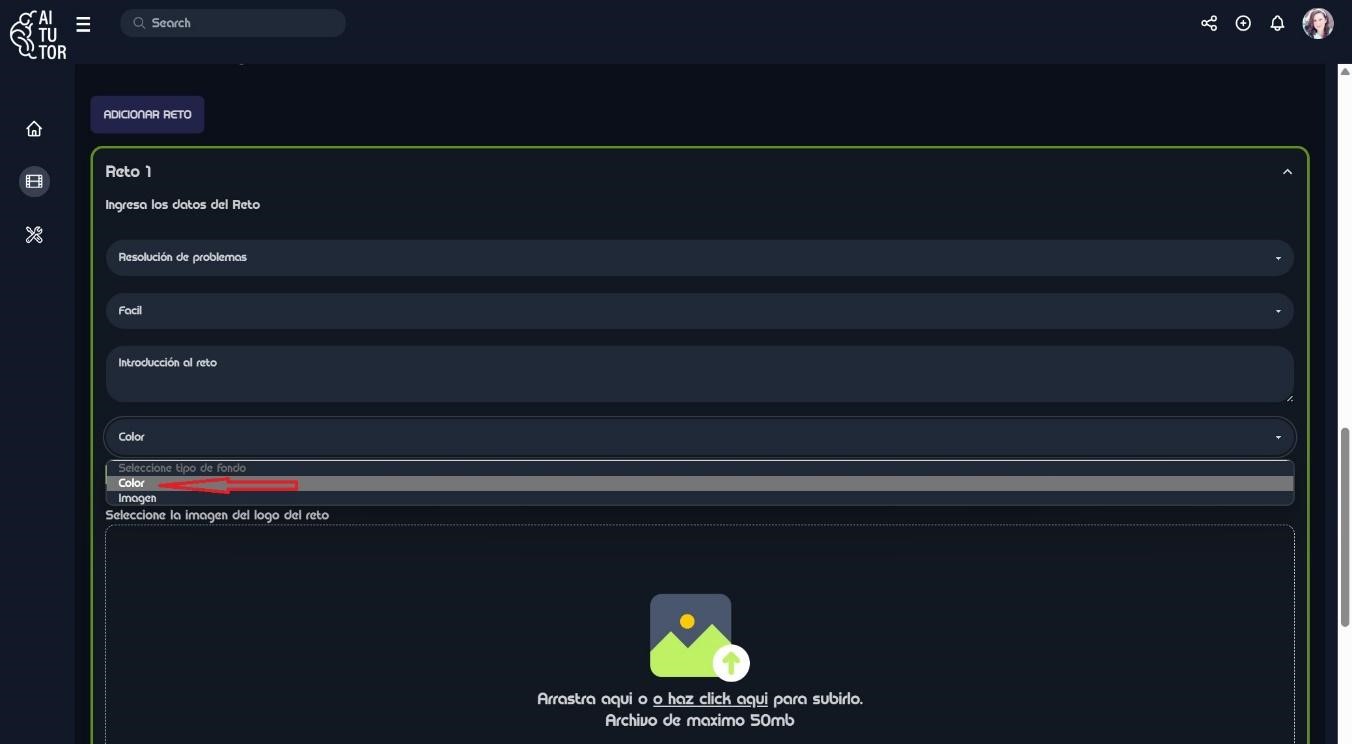 AI
TU
TOR
Search
ADICIONAR RETO
Reto 1
Ingresa los datos del Reto
Resolución de problemas
Facil
Introducción al reto
Color
Seleccione tipo de fondo
Color
Imagen
Seleccione la imagen del logo del reto
Arrastra aqui o o haz click aqui para subirlo.
Archivo de maximo 50mb